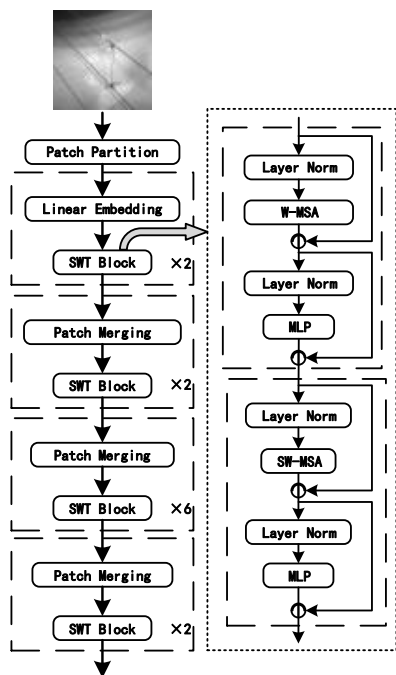 Patch Partition
Linear Embedding
SWT Block ×2
Patch Merging
SWT Block ×2
Patch Merging
SWT Block ×6
Patch Merging
SWT Block ×2
Layer Norm
W-MSA
Layer Norm
MLP
Layer Norm
SW-MSA
Layer Norm
MLP